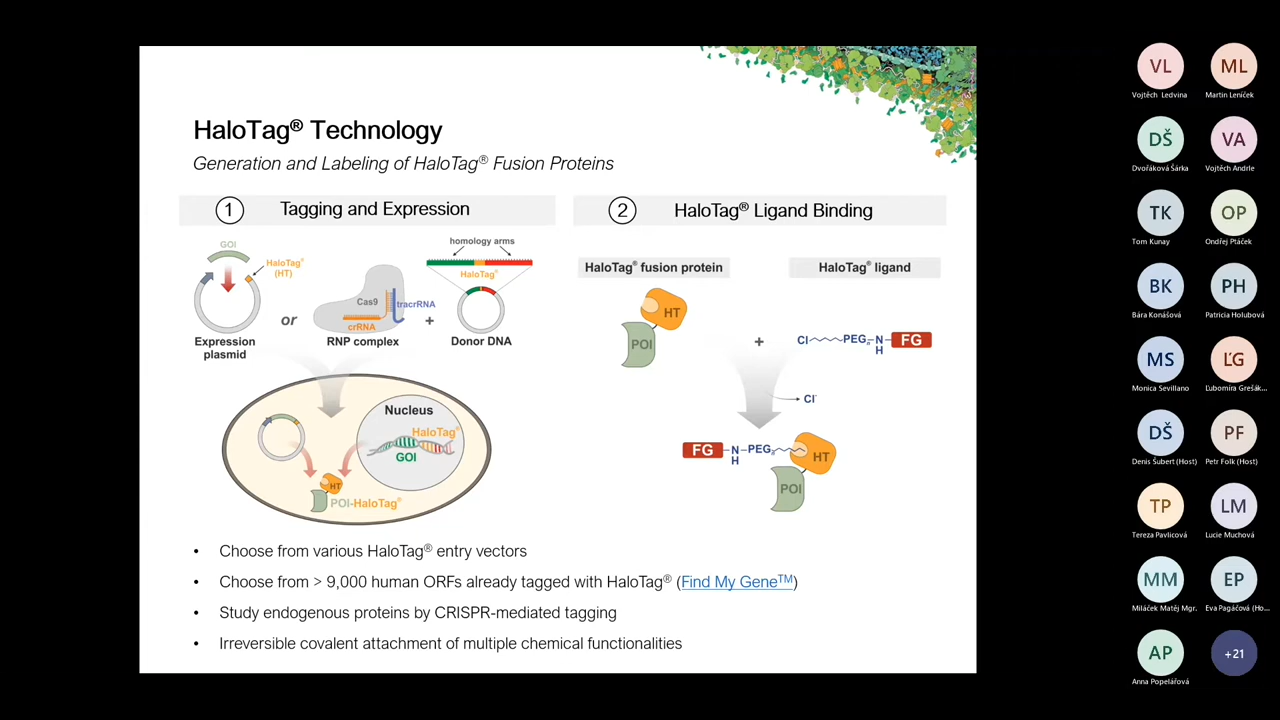 HaloTag® Technology
Generation and Labeling of HaloTag® Fusion Proteins
1 Tagging and Expression
GOI
HaloTag®
(HT)
Expression
plasmid
or
Cas9
tracrRNA
crRNA
RNP complex
+
homology arms
HaloTag®
Donor DNA
Nucleus
HaloTag®
GOI
HT
POI-HaloTag®
2 HaloTag® Ligand Binding
HaloTag® fusion protein
HaloTag® ligand
HT
POI
+
Cl PEGn N H FG
Cl-
FG N H PEGn HT
POI
• Choose from various HaloTag® entry vectors
• Choose from > 9,000 human ORFs already tagged with HaloTag® (Find My Gene™)
• Study endogenous proteins by CRISPR-mediated tagging
• Irreversible covalent attachment of multiple chemical functionalities
VL ML
Vojtěch Ledvina Martin Leníček
DŠ VA
Dvořáková Šárka Vojtěch Andrle
TK OP
Tom Kunay Ondřej Ptáček
BK PH
Bára Konášová Patricia Holubová
MS ĽG
Monica Sevillano Ľubomíra Grešák...
DŠ PF
Denis Šubert (Host) Petr Folk (Host)
TP LM
Tereza Pavlicová Lucie Muchová
MM EP
Miláček Matěj Mgr. Eva Pagáčová (Ho...
AP +21
Anna Popelářová